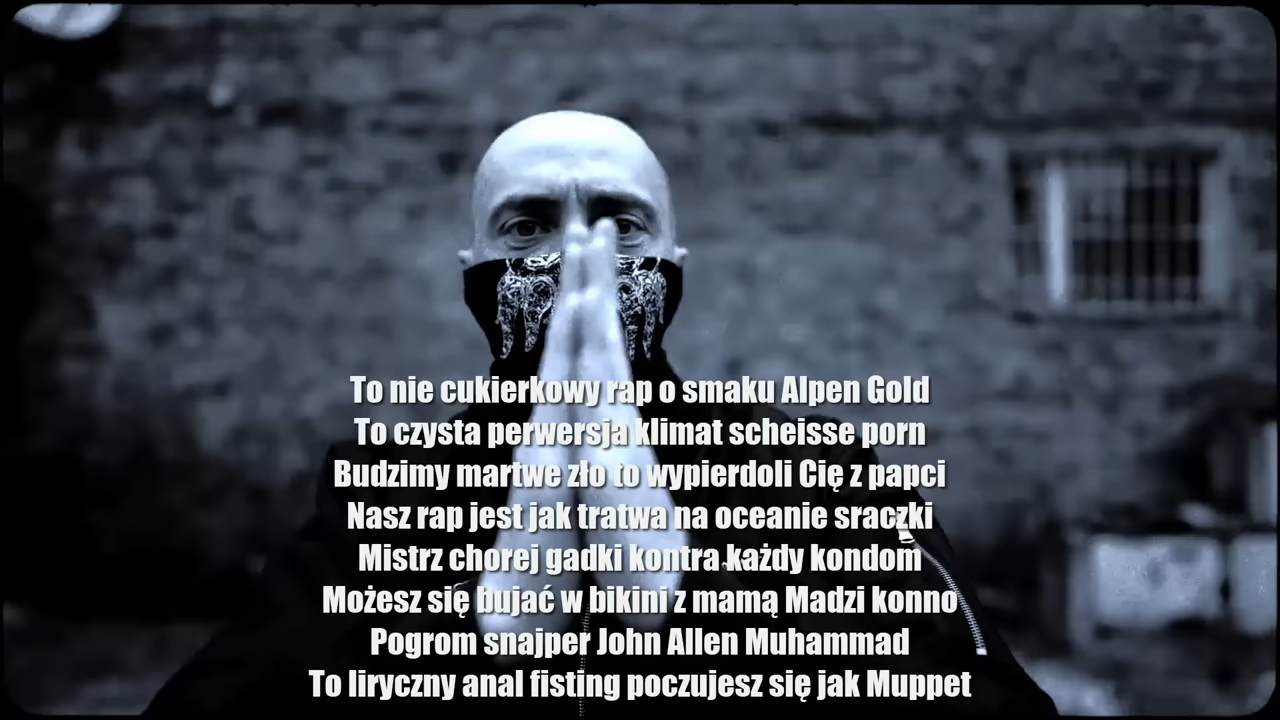 To nie cukierkowy rap o smaku Alpen Gold
To czysta perwersja klimat scheisse porn
Budzimy martwe zło to wypierdoli Cię z papci
Nasz rap jest jak tratwa na oceanie sraczki
Mistrz chorej gadki kontra każdy kondom
Możesz się bujać w bikini z mamą Madzi konno
Pogrom snajper John Allen Muhammad
To liryczny anal fisting poczujesz się jak Muppet